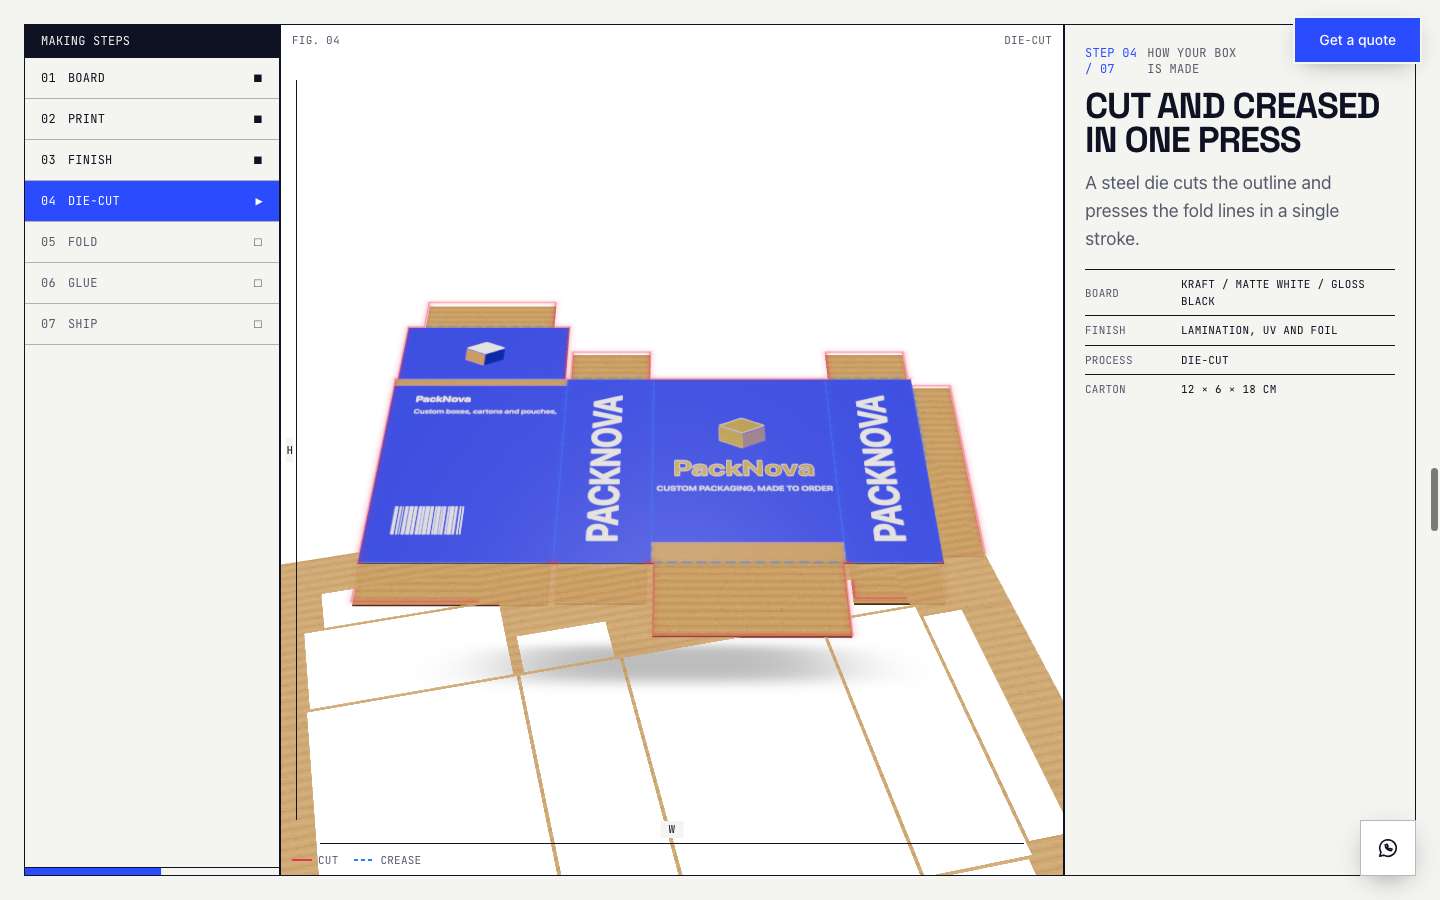 MAKING STEPS
01 BOARD
02 PRINT
03 FINISH
04 DIE-CUT
05 FOLD
06 GLUE
07 SHIP
FIG. 04
DIE-CUT
PackNova
Custom boxes, cartons and pouches,
PACKNOVA
PackNova
CUSTOM PACKAGING, MADE TO ORDER
PACKNOVA
H
W
CUT
CREASE
Get a quote
STEP 04 / 07
HOW YOUR BOX IS MADE
CUT AND CREASED
IN ONE PRESS
A steel die cuts the outline and
presses the fold lines in a single
stroke.
BOARD KRAFT / MATTE WHITE / GLOSS
BLACK
FINISH LAMINATION, UV AND FOIL
PROCESS DIE-CUT
CARTON 12 × 6 × 18 CM